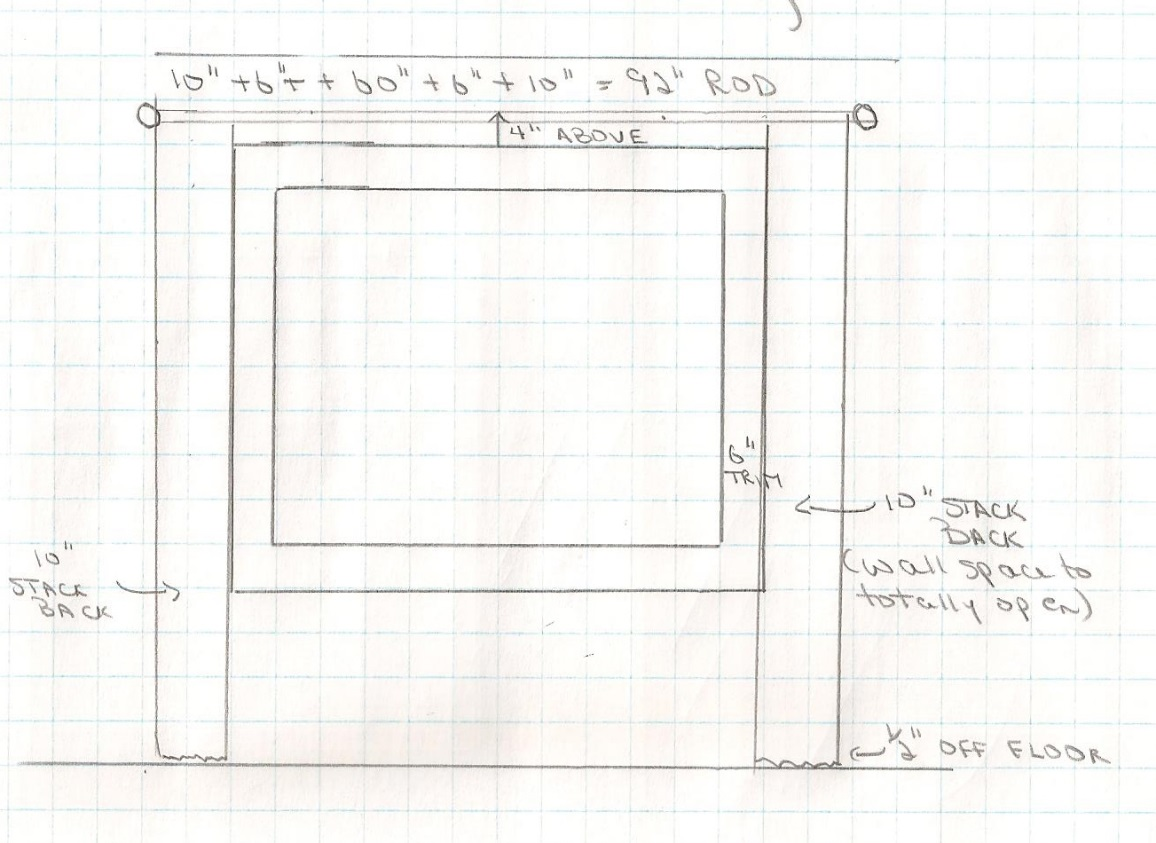 10" + 6" + + 60" + 6" + 10" = 92" ROD
4" ABOVE
6"
TRIM
10" STACK
BACK
(wall space to
totally open)
10"
STACK
BACK
1/2" OFF FLOOR